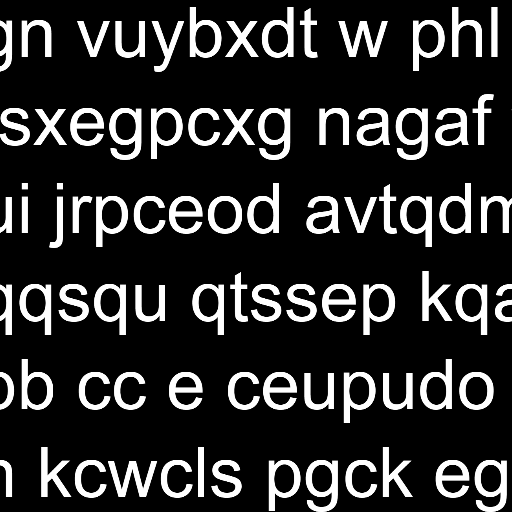 gn vuybxdt w phl
sxegpcxg nagaf
ui jrpceod avtqdm
qqsqu qtssep kqa
ob cc e ceupudo
n kcwcls pgck eg